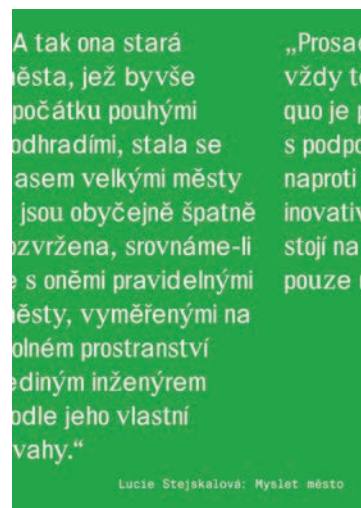 A tak ona stará
ěsta, jež byvše
počátku pouhými
odhradími, stala se
asem velkými městy
jsou obyčejně špatně
ozvržena, srovnáme-li
e s oněmi pravidelnými
ěsty, vyměřenými na
olném prostranství
ediným inženýrem
odle jeho vlastní
vahy.“
„Prosa
vždy t
quo je p
s podpo
naproti
inovativ
stojí na
pouze
Lucie Stejskalová: Myslet město